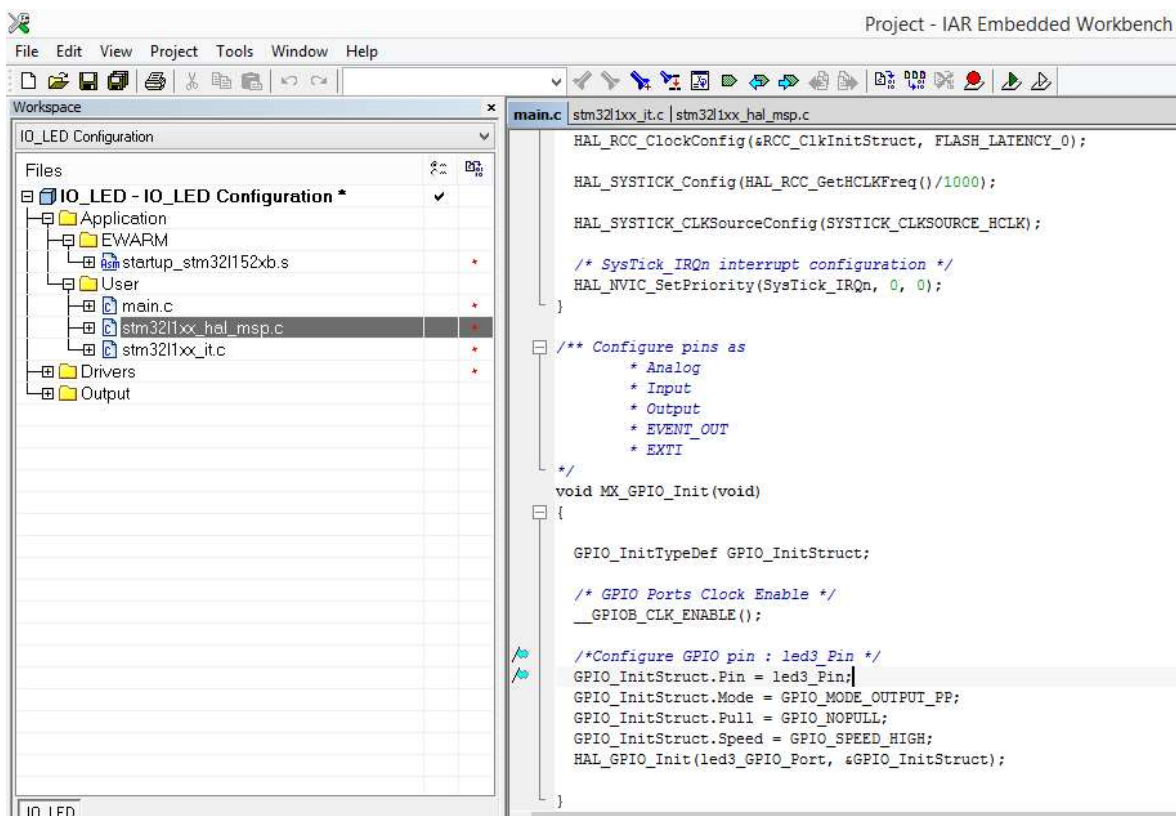 Project - IAR Embedded Workbench
File Edit View Project Tools Window Help
Workspace x
IO_LED Configuration
Files
IO_LED - IO_LED Configuration *
Application
EWARM
startup_stm32l152xb.s
User
main.c
stm32l1xx_hal_msp.c
stm32l1xx_it.c
Drivers
Output
IO_LED
main.c | stm32l1xx_it.c | stm32l1xx_hal_msp.c
HAL_RCC_ClockConfig(&RCC_ClkInitStruct, FLASH_LATENCY_0);
HAL_SYSTICK_Config(HAL_RCC_GetHCLKFreq()/1000);
HAL_SYSTICK_CLKSourceConfig(SYSTICK_CLKSOURCE_HCLK);
/* SysTick_IRQn interrupt configuration */
HAL_NVIC_SetPriority(SysTick_IRQn, 0, 0);
}
/** Configure pins as
* Analog
* Input
* Output
* EVENT_OUT
* EXTI
*/
void MX_GPIO_Init(void)
{
GPIO_InitTypeDef GPIO_InitStruct;
/* GPIO Ports Clock Enable */
__GPIOB_CLK_ENABLE();
/*Configure GPIO pin : led3_Pin */
GPIO_InitStruct.Pin = led3_Pin;
GPIO_InitStruct.Mode = GPIO_MODE_OUTPUT_PP;
GPIO_InitStruct.Pull = GPIO_NOPULL;
GPIO_InitStruct.Speed = GPIO_SPEED_HIGH;
HAL_GPIO_Init(led3_GPIO_Port, &GPIO_InitStruct);
}